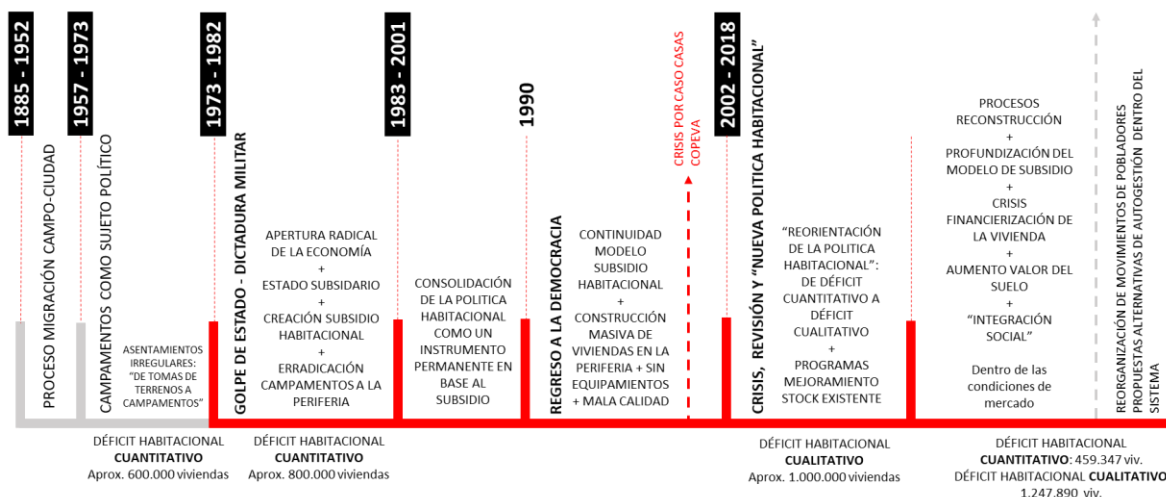 1885 - 1952
PROCESO MIGRACIÓN CAMPO-CIUDAD
1957 - 1973
CAMPAMENTOS COMO SUJETO POLÍTICO
ASENTAMIENTOS
IRREGULARES:
"DE TOMAS DE
TERRENOS A
CAMPAMENTOS"
1973 - 1982
GOLPE DE ESTADO - DICTADURA MILITAR
APERTURA RADICAL
DE LA ECONOMÍA
+
ESTADO SUBSIDARIO
+
CREACIÓN SUBSIDIO
HABITACIONAL
+
ERRADICACIÓN
CAMPAMENTOS A LA
PERIFERIA
1983 - 2001
CONSOLIDACIÓN
DE LA POLITICA
HABITACIONAL
COMO UN
INSTRUMENTO
PERMANENTE EN
BASE AL
SUBSIDIO
1990
REGRESO A LA DEMOCRACIA
CONTINUIDAD
MODELO
SUBSIDIO
HABITACIONAL
+
CONSTRUCCIÓN
MASIVA DE
VIVIENDAS EN LA
PERIFERIA + SIN
EQUIPAMIENTOS
+ MALA CALIDAD
CRISIS POR CASO CASAS
COPEVA
2002 - 2018
CRISIS, REVISIÓN Y "NUEVA POLITICA HABITACIONAL"
"REORIENTACIÓN
DE LA POLITICA
HABITACIONAL":
DE DÉFICIT
CUANTITATIVO A
DÉFICIT
CUALITATIVO
+
PROGRAMAS
MEJORAMIENTO
STOCK EXISTENTE
PROCESOS
RECONSTRUCCIÓN
+
PROFUNDIZACIÓN DEL
MODELO DE SUBSIDIO
+
CRISIS
FINANCIERIZACIÓN DE
LA VIVIENDA
+
AUMENTO VALOR DEL
SUELO
+
"INTEGRACIÓN
SOCIAL"
Dentro de las
condiciones de
mercado
REORGANIZACIÓN DE MOVIMIENTOS DE POBLADORES
PROPUESTAS ALTERNATIVAS DE AUTOGESTIÓN DENTRO DEL
SISTEMA
DÉFICIT HABITACIONAL
CUANTITATIVO
Aprox. 600.000 viviendas
DÉFICIT HABITACIONAL
CUANTITATIVO
Aprox. 800.000 viviendas
DÉFICIT HABITACIONAL
CUALITATIVO
Aprox. 1.000.000 viviendas
DÉFICIT HABITACIONAL
CUANTITATIVO: 459.347 viv.
DÉFICIT HABITACIONAL CUALITATIVO
1.247.890 viv.